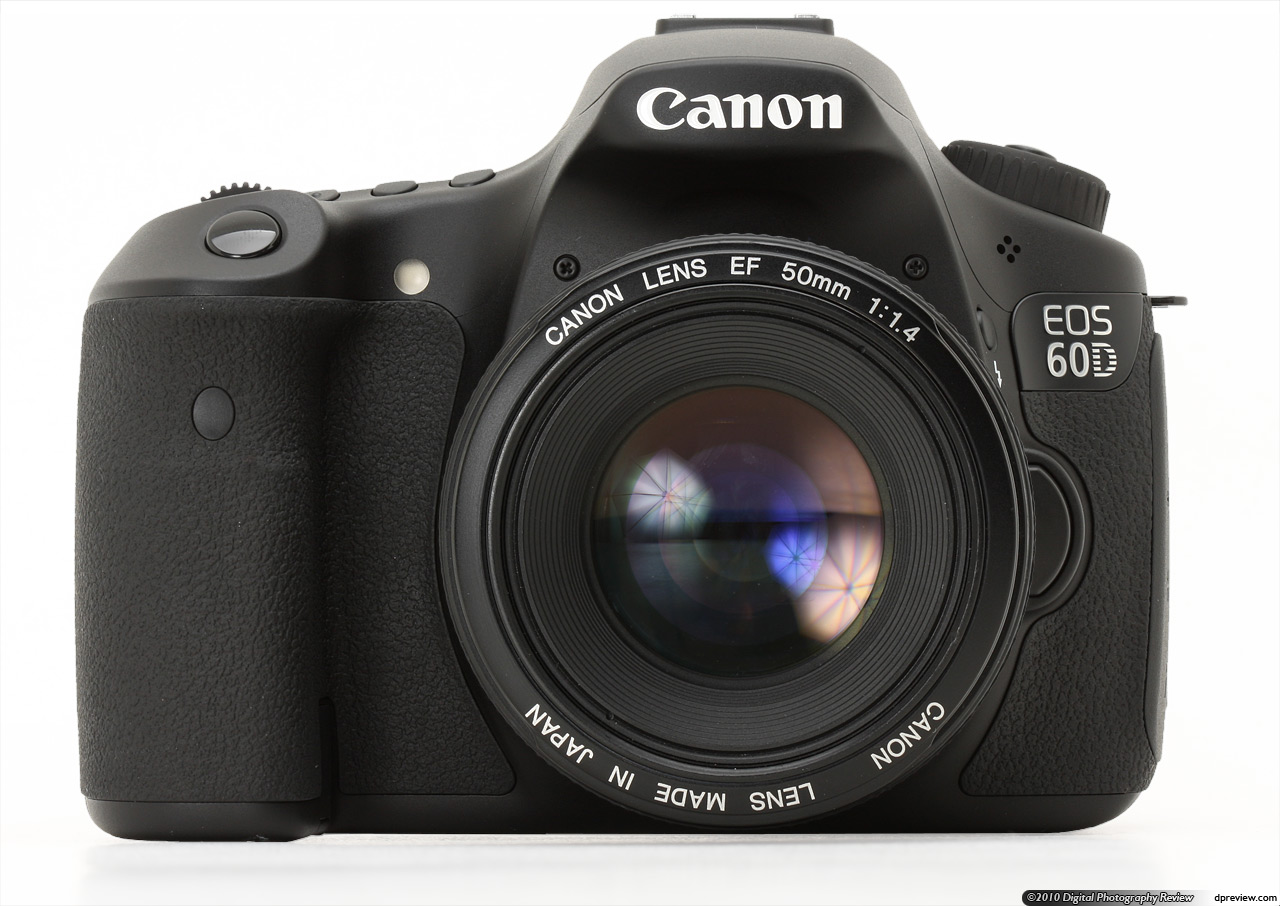 Canon
CANON LENS EF 50mm 1:1.4
EOS
60D
CANON LENS MADE IN JAPAN
©2010 Digital Photography Review dpreview.com